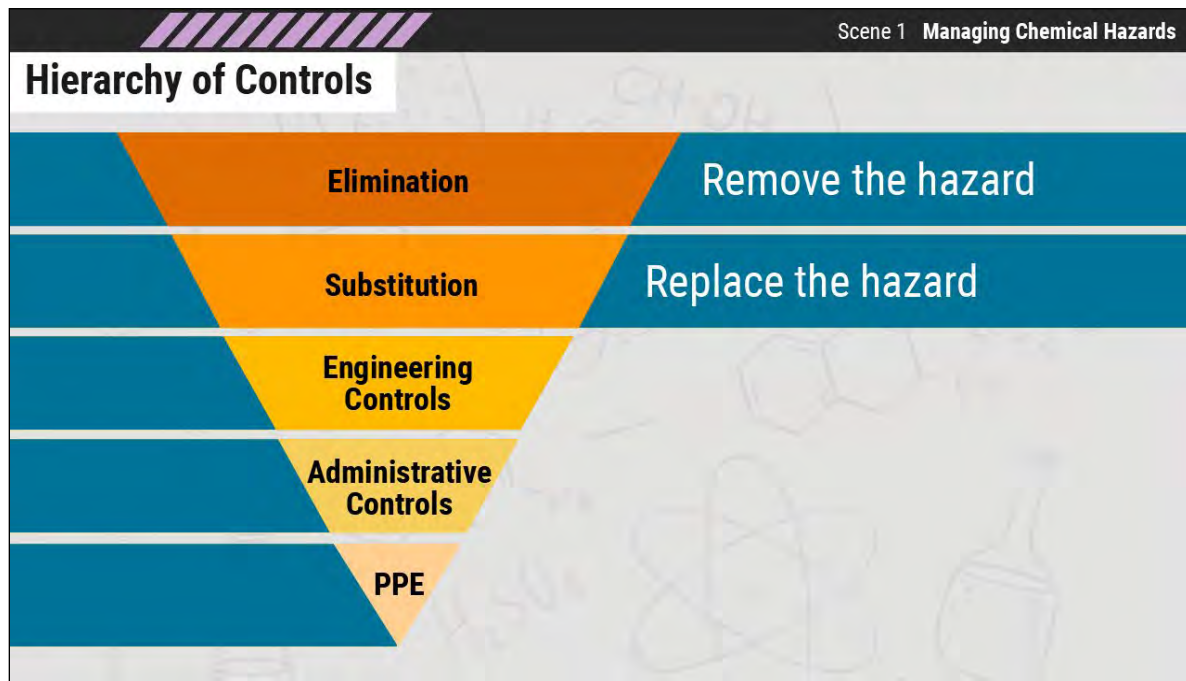 Scene 1 Managing Chemical Hazards
Hierarchy of Controls
Elimination
Remove the hazard
Substitution
Replace the hazard
Engineering
Controls
Administrative
Controls
PPE